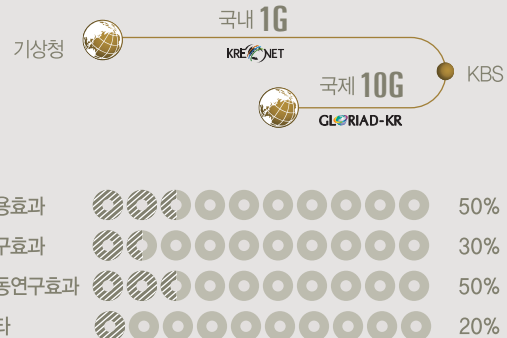 국내 1G
기상청
KREONET
KBS
국제 10G
GLORIAD-KR
용효과 50%
구효과 30%
동연구효과 50%
타 20%